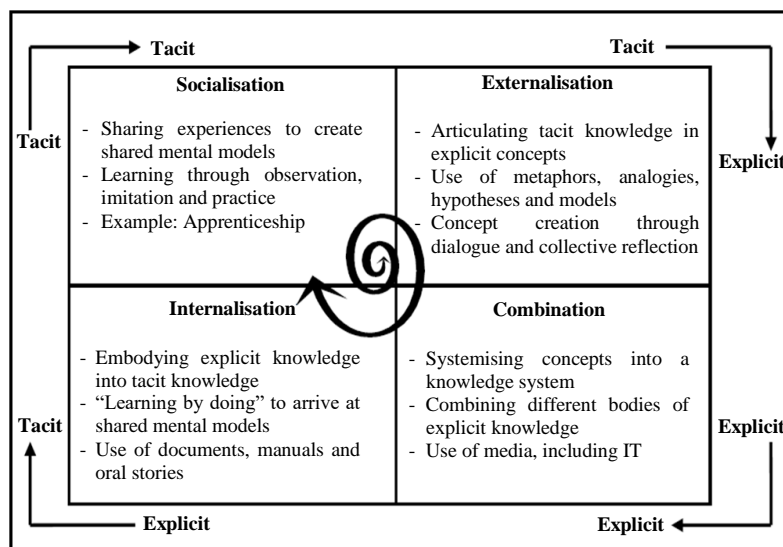 Tacit
Tacit
Socialisation
Externalisation
Tacit
- Sharing experiences to create
shared mental models
- Learning through observation,
imitation and practice
- Example: Apprenticeship
- Articulating tacit knowledge in
explicit concepts
- Use of metaphors, analogies,
hypotheses and models
- Concept creation through
dialogue and collective reflection
Explicit
Internalisation
Combination
- Embodying explicit knowledge
into tacit knowledge
- “Learning by doing” to arrive at
shared mental models
- Use of documents, manuals and
oral stories
- Systemising concepts into a
knowledge system
- Combining different bodies of
explicit knowledge
- Use of media, including IT
Tacit
Explicit
Explicit
Explicit